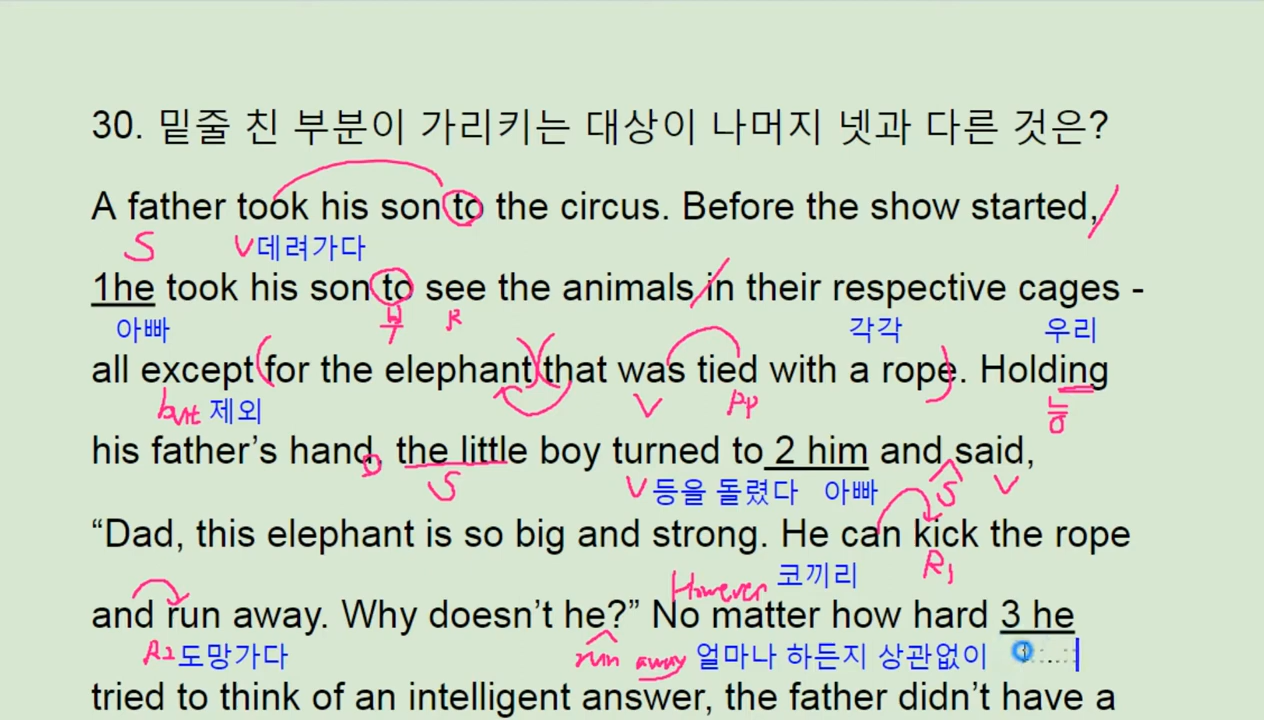 30. 밑줄 친 부분이 가리키는 대상이 나머지 넷과 다른 것은?
A father took his son to the circus. Before the show started,
S V 데려가다
1he took his son to see the animals in their respective cages -
아빠 부 R 각각 우리
all except for the elephant that was tied with a rope. Holding
but 제외 V pp 능
his father’s hand, the little boy turned to 2 him and said,
S V 등을 돌렸다 아빠 S V
“Dad, this elephant is so big and strong. He can kick the rope
However 코끼리 R1
and run away. Why doesn’t he?” No matter how hard 3 he
R2 도망가다 run away 얼마나 하든지 상관없이
tried to think of an intelligent answer, the father didn’t have a